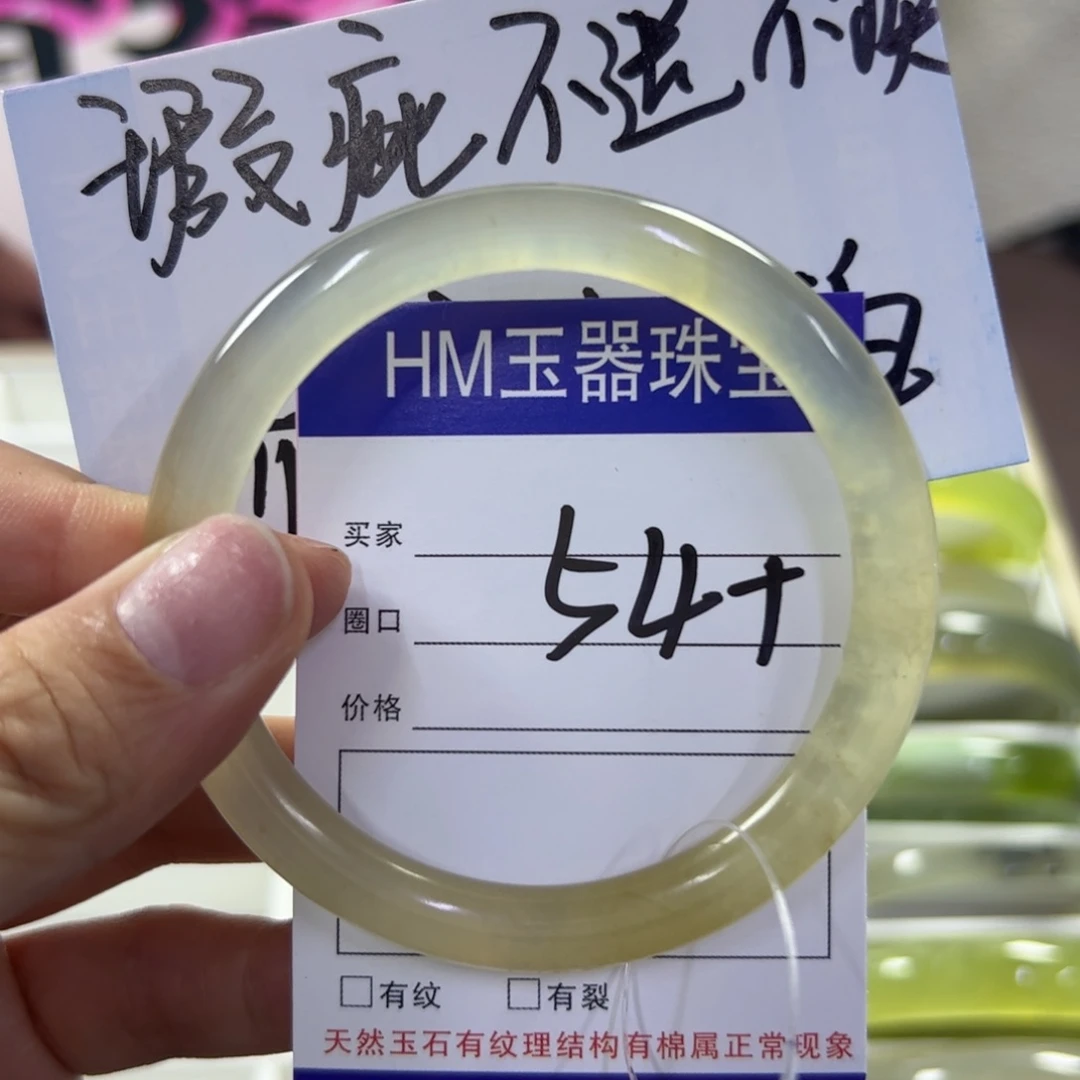 瑕疵不退不换
HM玉器珠宝
买家
圈口
54+
价格
有纹
有裂
天然玉石有纹理结构有棉属正常现象